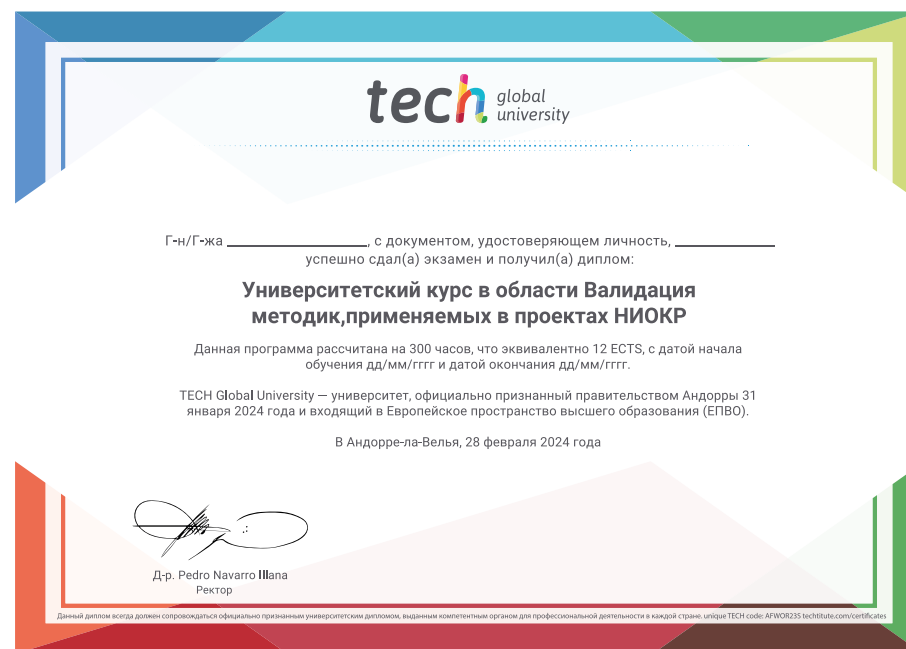 tech global university
Г-н/Г-жа ____________________, с документом, удостоверяющем личность, ______________
успешно сдал(а) экзамен и получил(а) диплом:
Университетский курс в области Валидация
методик,применяемых в проектах НИОКР
Данная программа рассчитана на 300 часов, что эквивалентно 12 ECTS, с датой начала
обучения дд/мм/гггг и датой окончания дд/мм/гггг.
TECH Global University — университет, официально признанный правительством Андорры 31
января 2024 года и входящий в Европейское пространство высшего образования (ЕПВО).
В Андорре-ла-Велья, 28 февраля 2024 года
Д-р. Pedro Navarro Illana
Ректор
Данный диплом всегда должен сопровождаться официально признанным университетским дипломом, выданным компетентным органом для профессиональной деятельности в каждой стране. unique TECH code: AFWOR23S techtitute.com/certificates